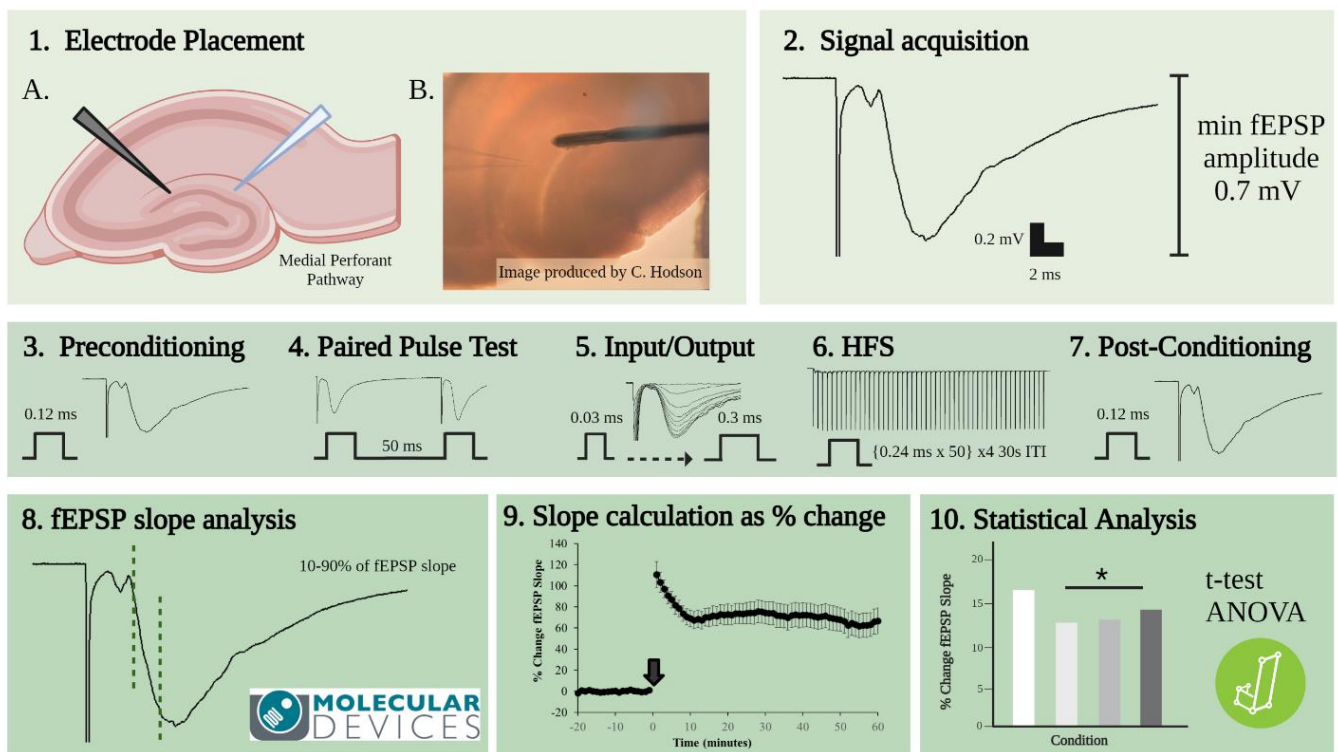 1. Electrode Placement
A.
B.
Medial Perforant
Pathway
Image produced by C. Hodson
2. Signal acquisition
min fEPSP
amplitude
0.7 mV
0.2 mV
2 ms
3. Preconditioning
0.12 ms
4. Paired Pulse Test
50 ms
5. Input/Output
0.03 ms
0.3 ms
6. HFS
{0.24 ms x 50} x4 30s ITI
7. Post-Conditioning
0.12 ms
8. fEPSP slope analysis
10-90% of fEPSP slope
MOLECULAR
DEVICES
9. Slope calculation as % change
% Change fEPSP Slope
140
120
100
80
60
40
20
0
-20
-20 -10 0 10 20 30 40 50 60
Time (minutes)
10. Statistical Analysis
% Change fEPSP Slope
20
15
10
5
0
*
Condition
t-test
ANOVA